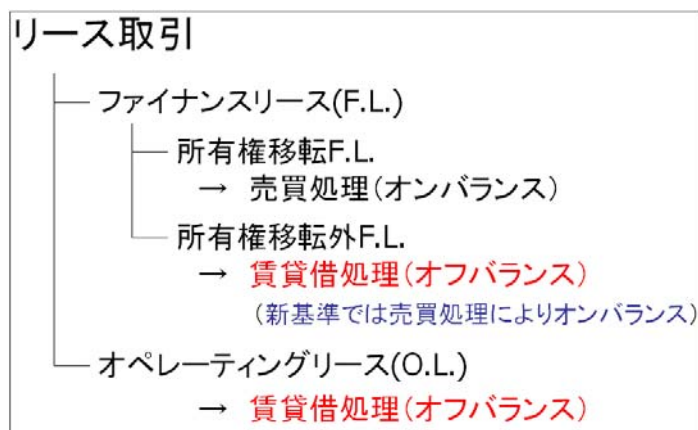 リース取引
ファイナンスリース(F.L.)
所有権移転F.L.
→ 売買処理(オンバランス)
所有権移転外F.L.
→ 賃貸借処理(オフバランス)
(新基準では売買処理によりオンバランス)
オペレーティングリース(O.L.)
→ 賃貸借処理(オフバランス)